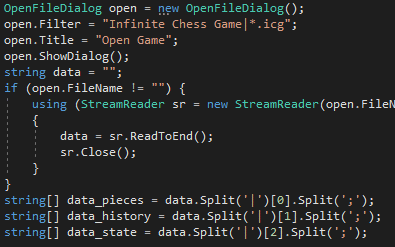 OpenFileDialog open = new OpenFileDialog();
open.Filter = "Infinite Chess Game|*.icg";
open.Title = "Open Game";
open.ShowDialog();
string data = "";
if (open.FileName != "") {
using (StreamReader sr = new StreamReader(open.FileN
{
data = sr.ReadToEnd();
sr.Close();
}
}
string[] data_pieces = data.Split('|')[0].Split(';');
string[] data_history = data.Split('|')[1].Split(';');
string[] data_state = data.Split('|')[2].Split(';');